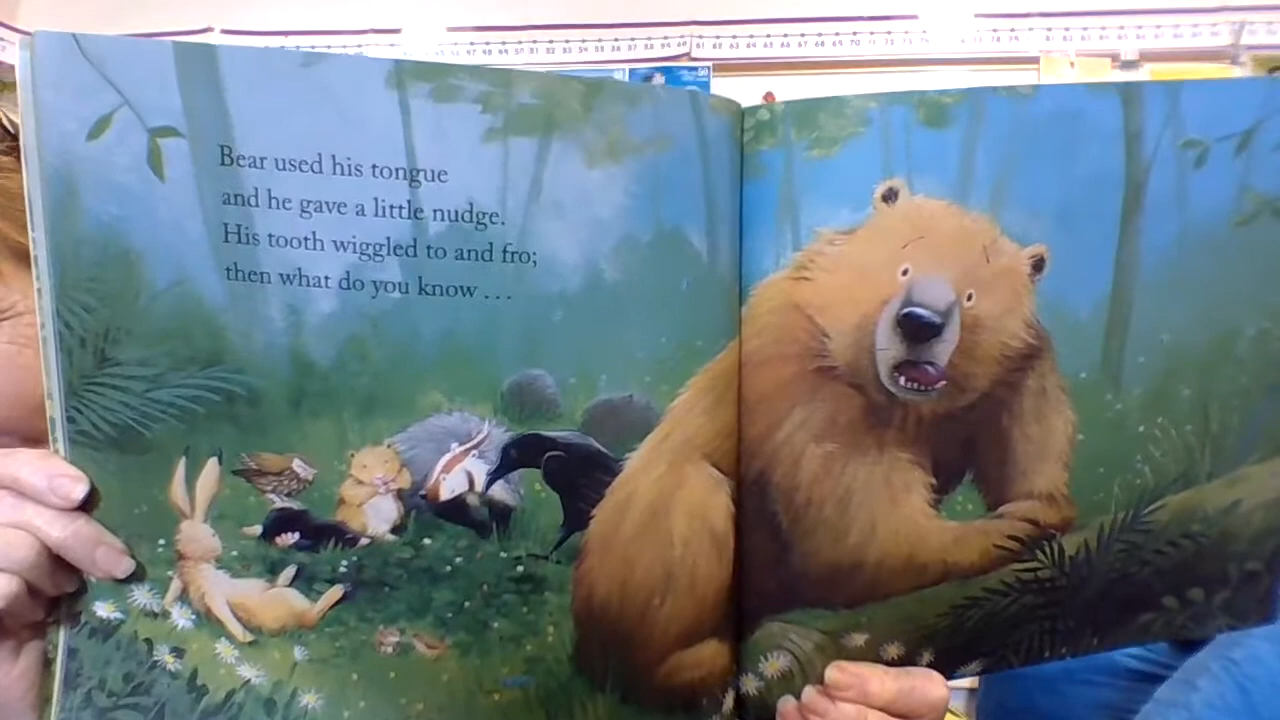 Bear used his tongue
and he gave a little nudge.
His tooth wiggled to and fro;
then what do you know . . .